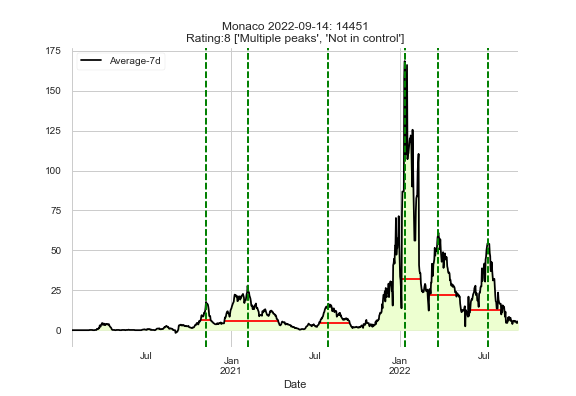 Monaco 2022-09-14: 14451
Rating:8 ['Multiple peaks', 'Not in control']
Average-7d
175
150
125
100
75
50
25
0
Jul
Jan
2021
Jul
Jan
2022
Jul
Date